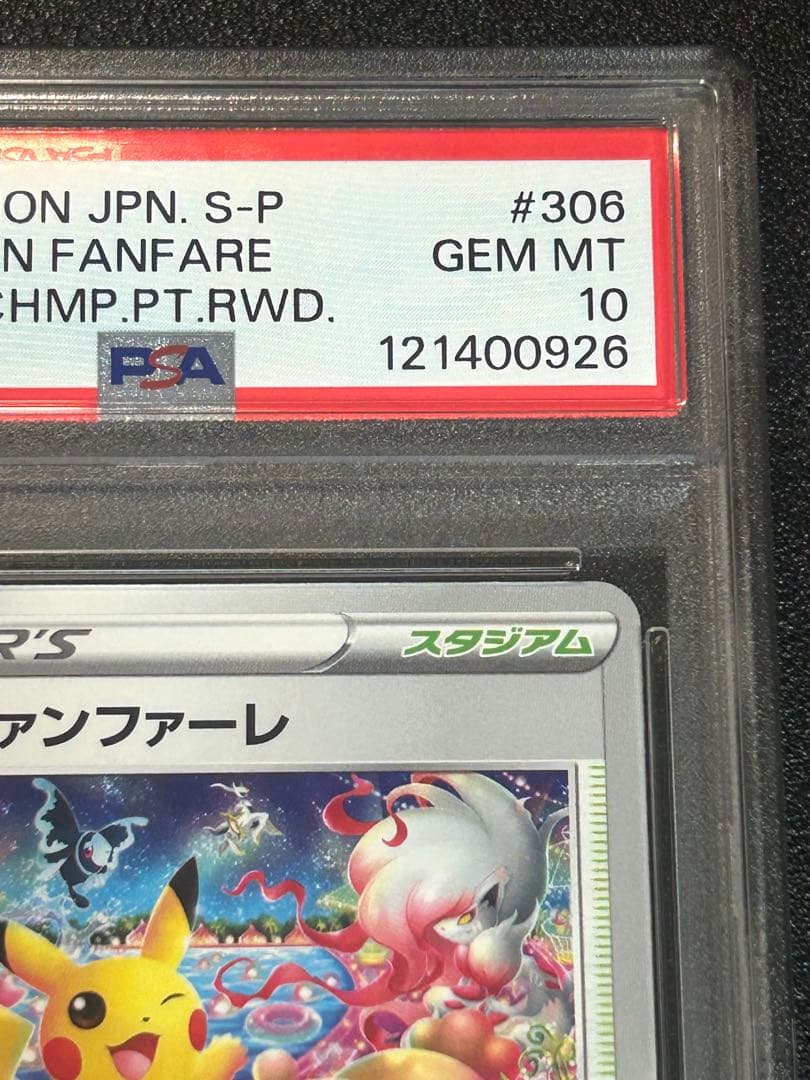 ON JPN. S-P #306
N FANFARE GEM MT
CHMP.PT.RWD. 10
PSA 121400926
R'S スタジアム
ァンファーレ